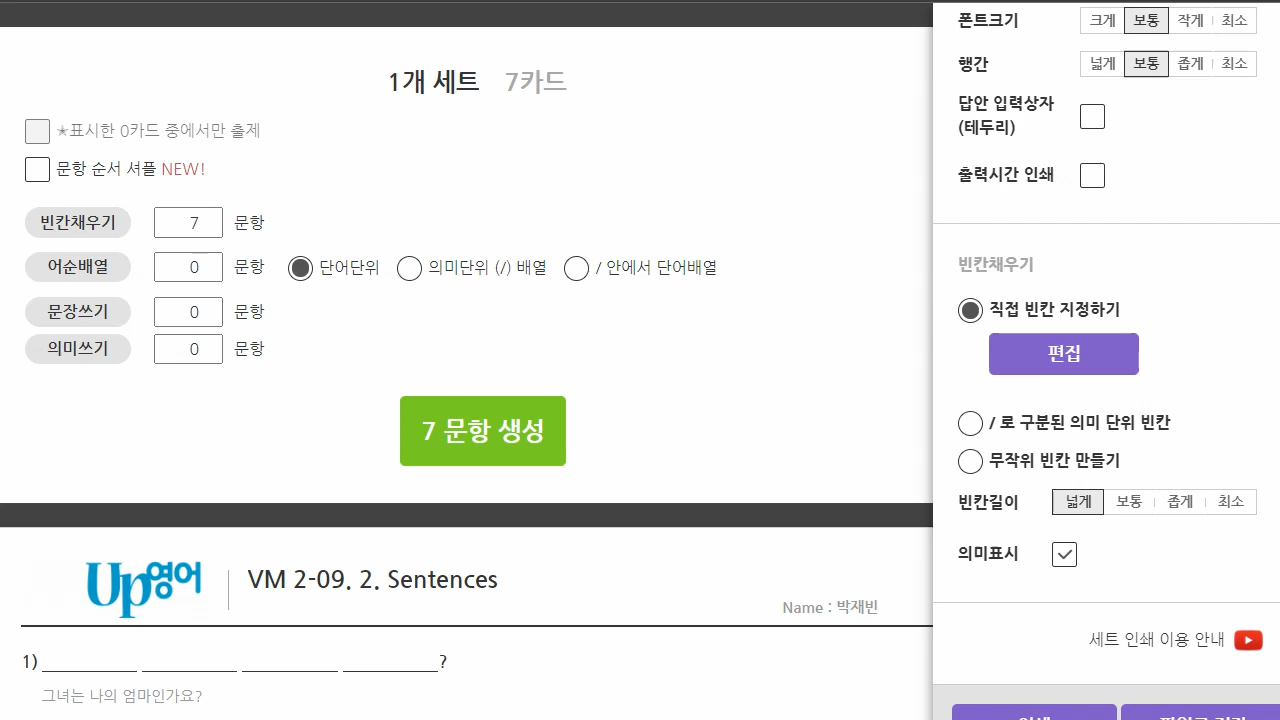 1개 세트 7카드
★표시한 0카드 중에서만 출제
문항 순서 셔플 NEW!
빈칸채우기 7 문항
어순배열 0 문항 단어단위 의미단위 (/) 배열 / 안에서 단어배열
문장쓰기 0 문항
의미쓰기 0 문항
7 문항 생성
Up영어 VM 2-09. 2. Sentences
Name : 박재빈
1) ?
그녀는 나의 엄마인가요?
폰트크기 크게 보통 작게 최소
행간 넓게 보통 좁게 최소
답안 입력상자
(테두리)
출력시간 인쇄
빈칸채우기
직접 빈칸 지정하기
편집
/ 로 구분된 의미 단위 빈칸
무작위 빈칸 만들기
빈칸길이 넓게 보통 좁게 최소
의미표시
세트 인쇄 이용 안내